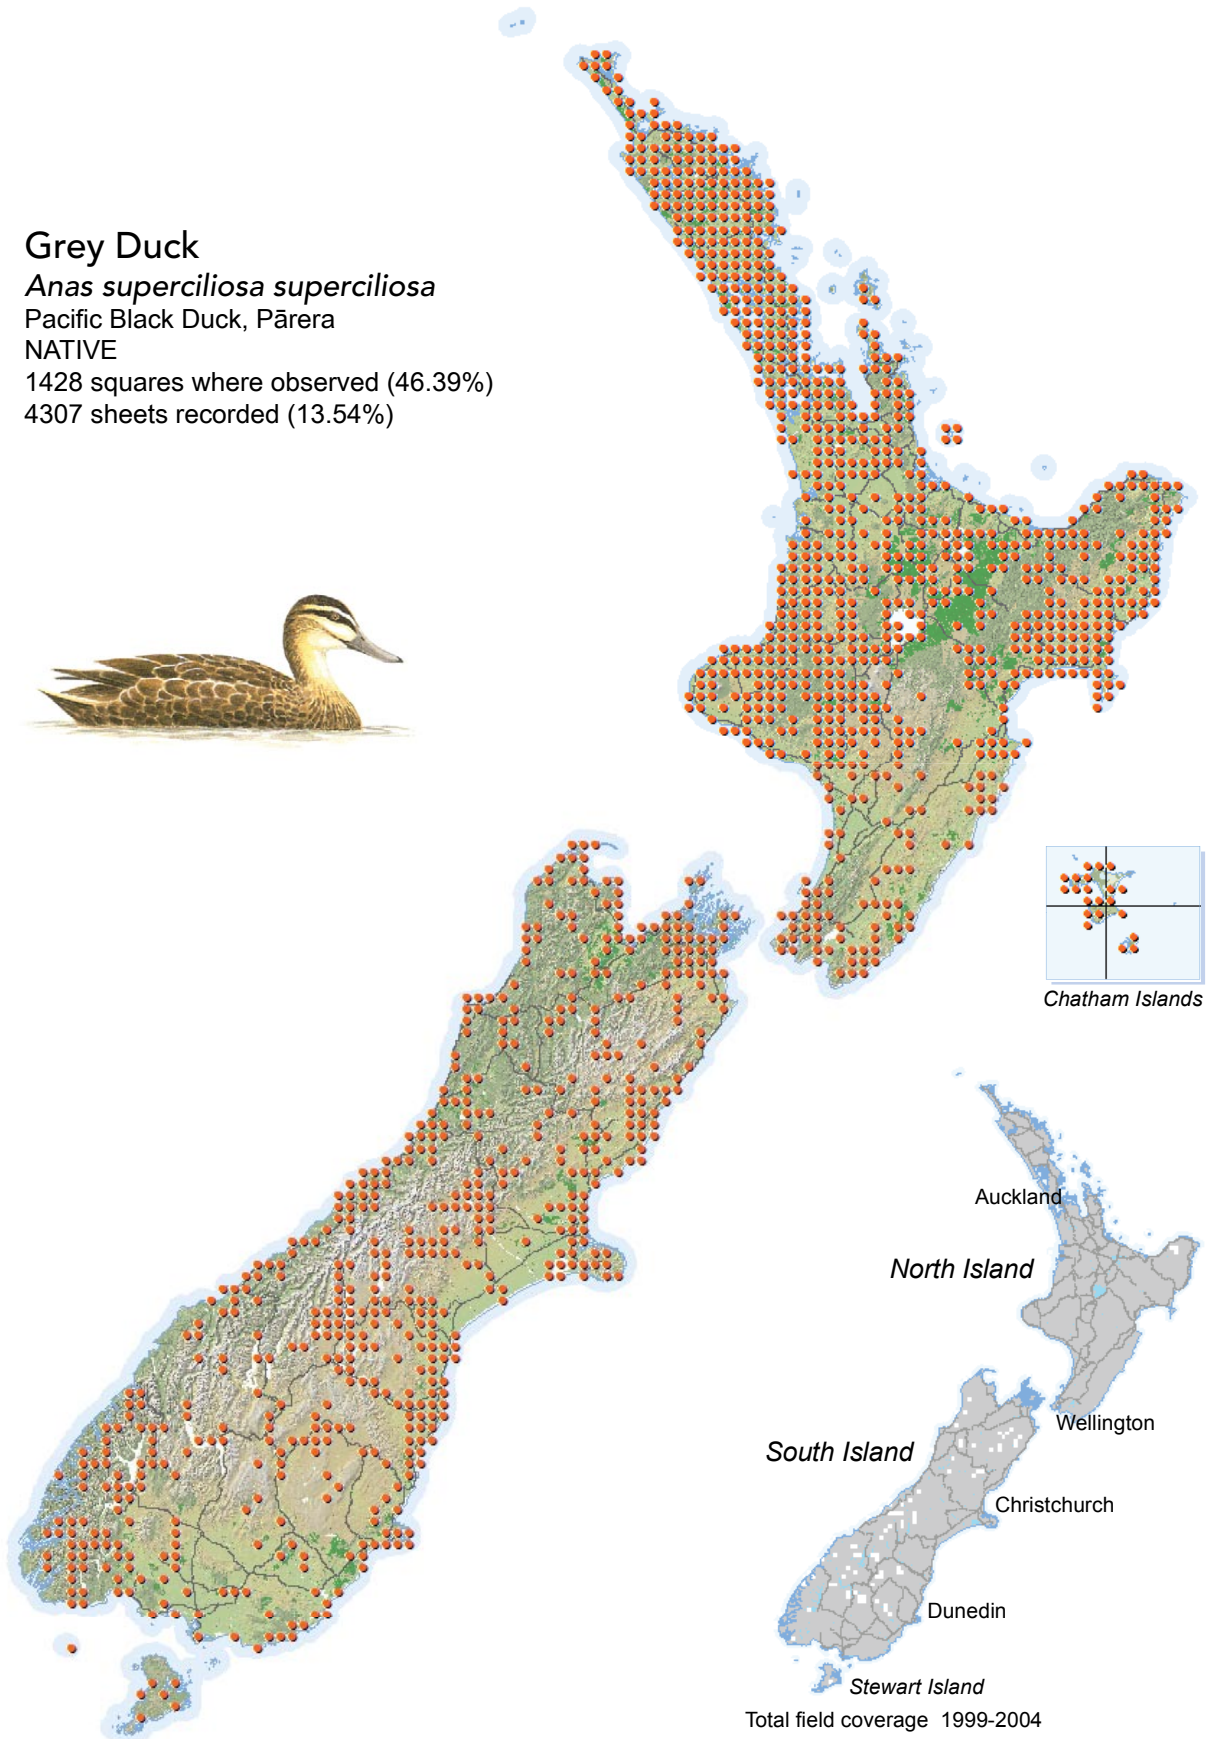 Grey Duck
Anas superciliosa superciliosa
Pacific Black Duck, Pārera
NATIVE
1428 squares where observed (46.39%)
4307 sheets recorded (13.54%)
Chatham Islands
Auckland
North Island
Wellington
South Island
Christchurch
Dunedin
Stewart Island
Total field coverage 1999-2004